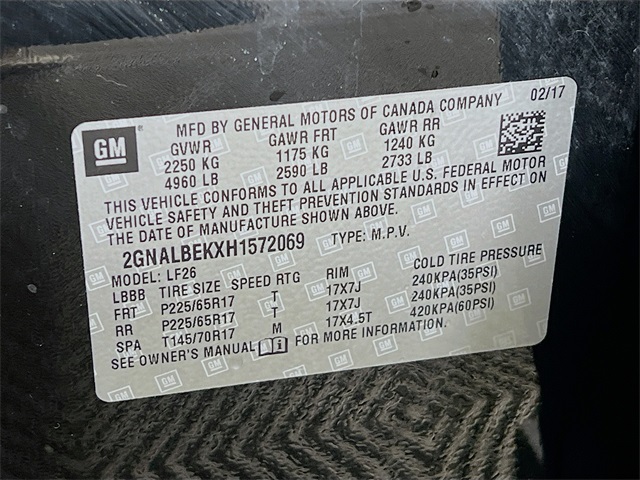 02/17
GM MFD BY GENERAL MOTORS OF CANADA COMPANY
GVWR GAWR FRT GAWR RR
2250 KG 1175 KG 1240 KG
4960 LB 2590 LB 2733 LB
THIS VEHICLE CONFORMS TO ALL APPLICABLE U.S. FEDERAL MOTOR
VEHICLE SAFETY AND THEFT PREVENTION STANDARDS IN EFFECT ON
THE DATE OF MANUFACTURE SHOWN ABOVE.
2GNALBEKXH1572069 TYPE: M.P.V.
MODEL: LF26
LBBB TIRE SIZE SPEED RTG RIM COLD TIRE PRESSURE
FRT P225/65R17 T 17X7J 240KPA(35PSI)
RR P225/65R17 T 17X7J 240KPA(35PSI)
SPA T145/70R17 M 17X4.5T 420KPA(60PSI)
SEE OWNER'S MANUAL FOR MORE INFORMATION.